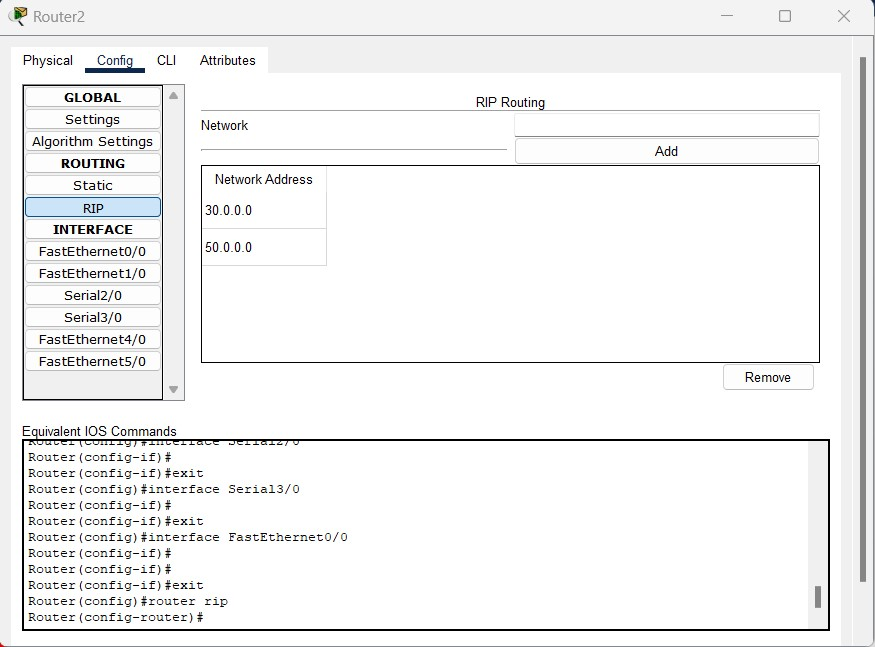 Router2
Physical Config CLI Attributes
GLOBAL
Settings
Algorithm Settings
ROUTING
Static
RIP
INTERFACE
FastEthernet0/0
FastEthernet1/0
Serial2/0
Serial3/0
FastEthernet4/0
FastEthernet5/0
RIP Routing
Network
Add
Network Address
30.0.0.0
50.0.0.0
Remove
Equivalent IOS Commands
Router(config)#interface Serial2/0
Router(config-if)#
Router(config-if)#exit
Router(config)#interface Serial3/0
Router(config-if)#
Router(config-if)#exit
Router(config)#interface FastEthernet0/0
Router(config-if)#
Router(config-if)#
Router(config-if)#exit
Router(config)#router rip
Router(config-router)#